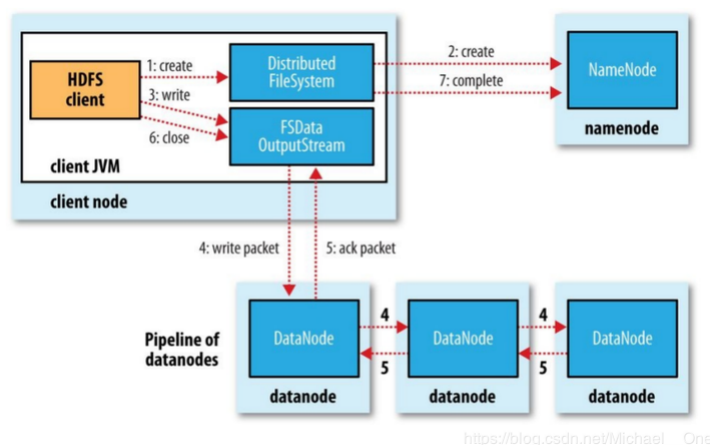 1: create
Distributed
FileSystem
2: create
7: complete
NameNode
namenode
HDFS
client
3: write
6: close
FSData
OutputStream
client JVM
client node
4: write packet
5: ack packet
Pipeline of
datanodes
DataNode
4
5
DataNode
4
5
DataNode
datanode
datanode
datanode
https://blog.csdn.net/Michael__One